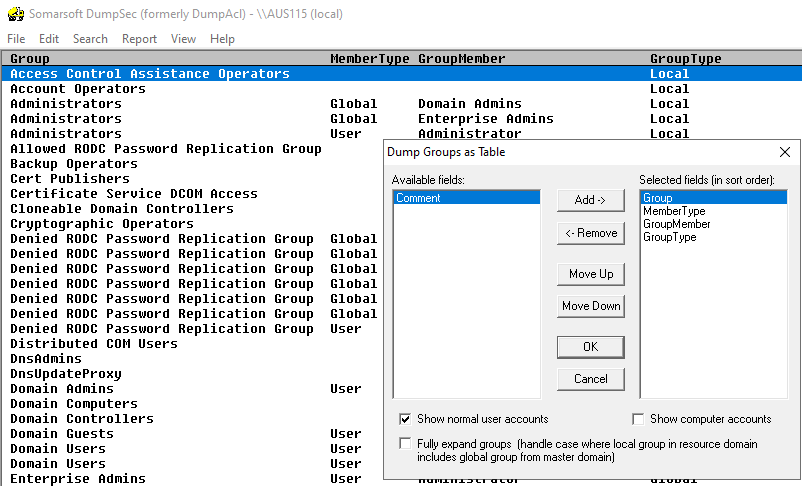 Somarsoft DumpSec (formerly DumpAcl) - \\AUS115 (local)
File Edit Search Report View Help
Group MemberType GroupMember GroupType
Access Control Assistance Operators Local
Account Operators Local
Administrators Global Domain Admins Local
Administrators Global Enterprise Admins Local
Administrators User Administrator Local
Allowed RODC Password Replication Group
Backup Operators
Cert Publishers
Certificate Service DCOM Access
Cloneable Domain Controllers
Cryptographic Operators
Denied RODC Password Replication Group Global
Denied RODC Password Replication Group Global
Denied RODC Password Replication Group Global
Denied RODC Password Replication Group Global
Denied RODC Password Replication Group Global
Denied RODC Password Replication Group Global
Denied RODC Password Replication Group User
Distributed COM Users
DnsAdmins
DnsUpdateProxy
Domain Admins User
Domain Computers
Domain Controllers
Domain Guests User
Domain Users User
Domain Users User
Enterprise Admins User Administrator Global
Dump Groups as Table
Available fields:
Comment
Add ->
<- Remove
Move Up
Move Down
OK
Cancel
Selected fields (in sort order):
Group
MemberType
GroupMember
GroupType
Show normal user accounts
Show computer accounts
Fully expand groups (handle case where local group in resource domain
includes global group from master domain)